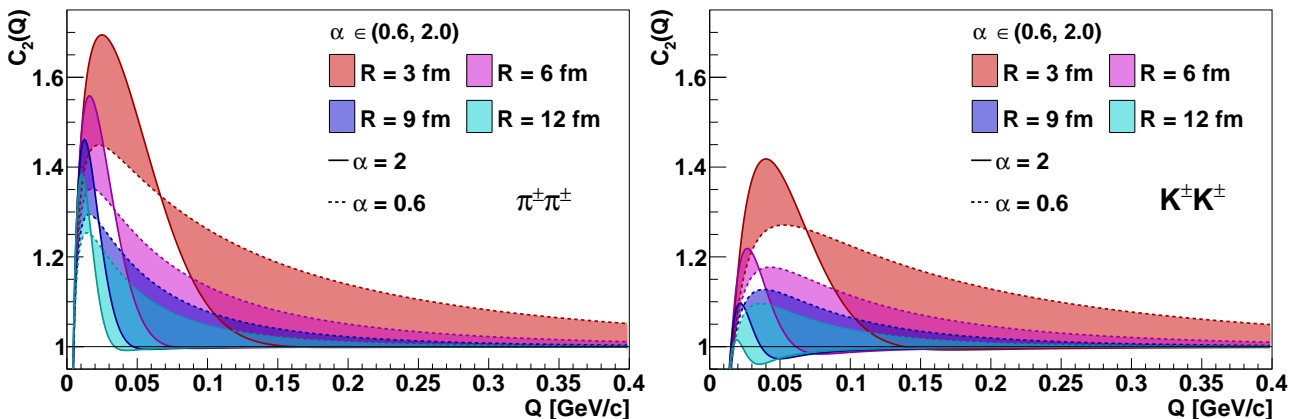 C₂(Q)
1.6
1.4
1.2
1
α ∈ (0.6, 2.0)
R = 3 fm R = 6 fm
R = 9 fm R = 12 fm
α = 2
α = 0.6 π±π±
0 0.05 0.1 0.15 0.2 0.25 0.3 0.35 0.4
Q [GeV/c]
C₂(Q)
1.6
1.4
1.2
1
α ∈ (0.6, 2.0)
R = 3 fm R = 6 fm
R = 9 fm R = 12 fm
α = 2
α = 0.6 K±K±
0 0.05 0.1 0.15 0.2 0.25 0.3 0.35 0.4
Q [GeV/c]